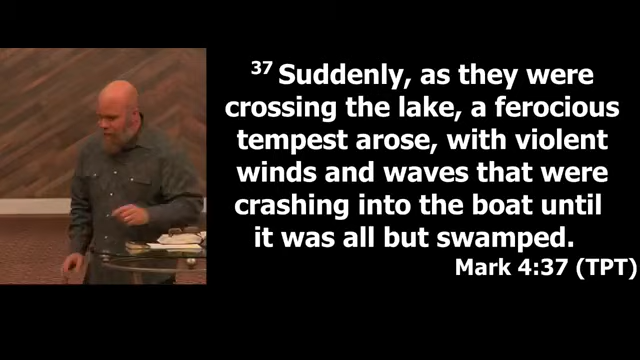 37 Suddenly, as they were
crossing the lake, a ferocious
tempest arose, with violent
winds and waves that were
crashing into the boat until
it was all but swamped.
Mark 4:37 (TPT)